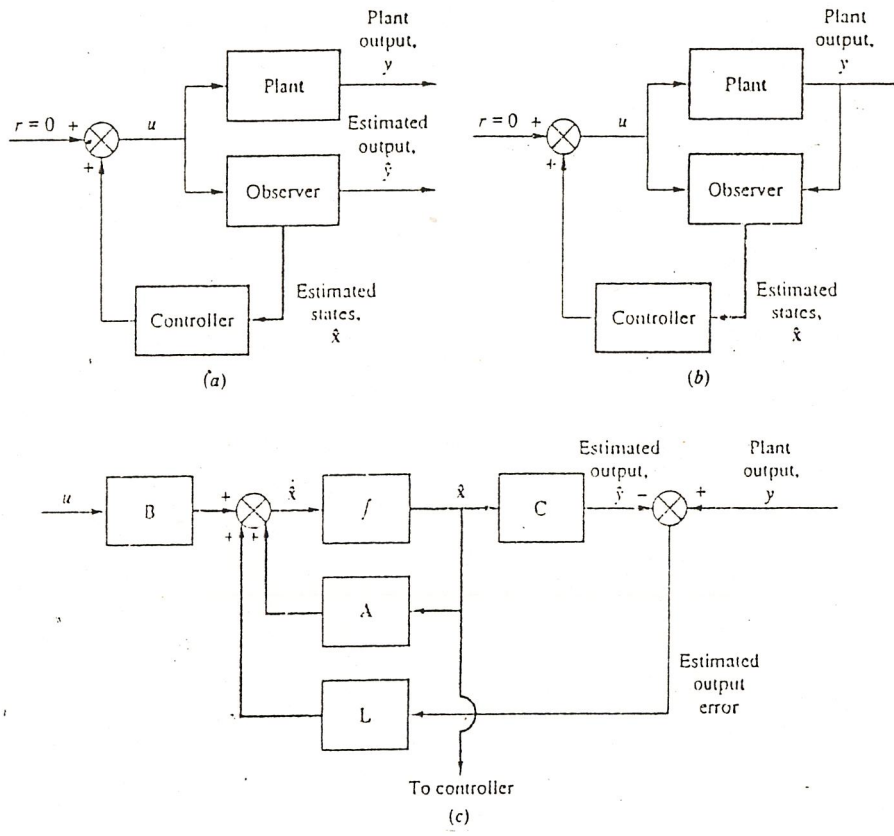 Plant
output,
y
Plant
r = 0 +
u
+
Estimated
output,
ŷ
Observer
Estimated
states,
x̂
Controller
(a)
Plant
output,
y
Plant
r = 0 +
u
+
Observer
Estimated
states,
x̂
Controller
(b)
Estimated
output,
ŷ −
Plant
output,
+ y
u
B
+
+ +
x̂̇
∫
x̂
C
A
L
Estimated
output
error
To controller
(c)